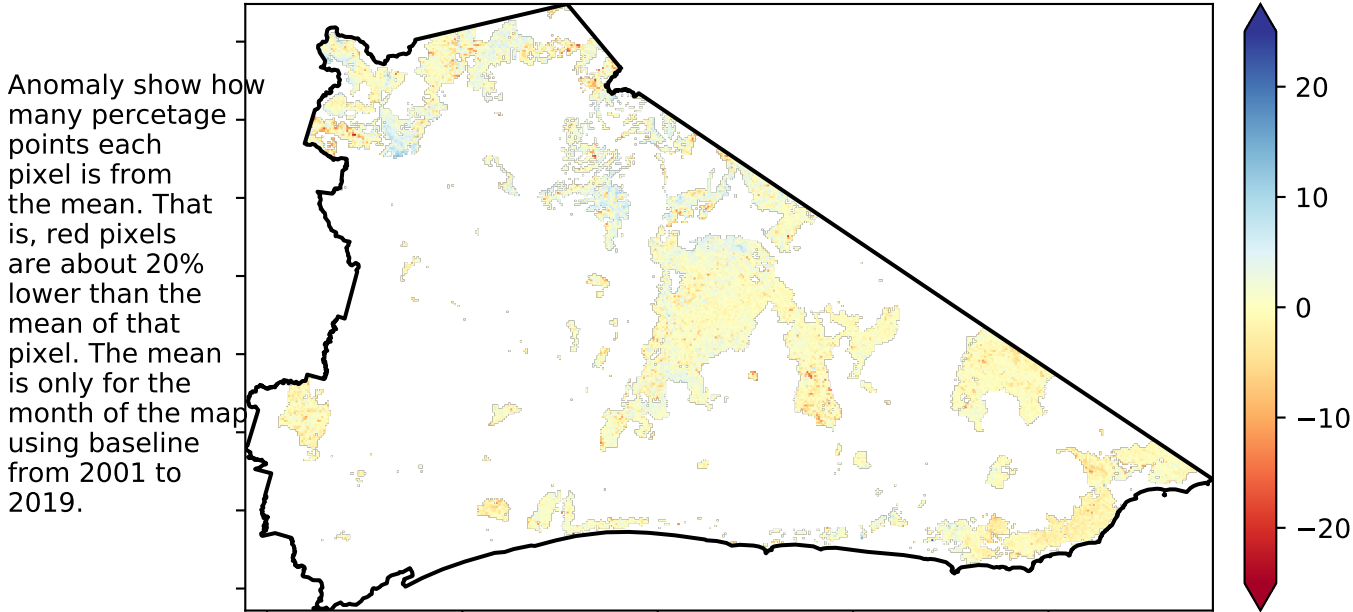 Anomaly show how
many percetage
points each
pixel is from
the mean. That
is, red pixels
are about 20%
lower than the
mean of that
pixel. The mean
is only for the
month of the map
using baseline
from 2001 to
2019.
20
10
0
−10
−20